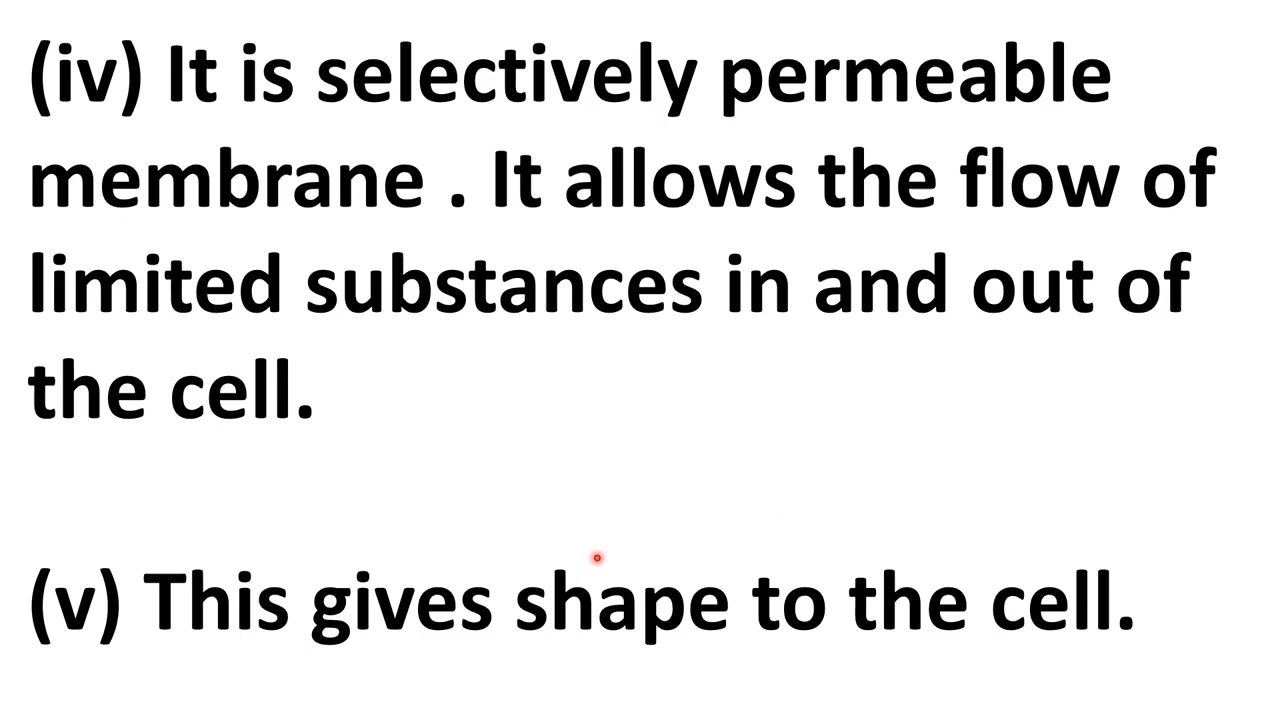 (iv) It is selectively permeable
membrane . It allows the flow of
limited substances in and out of
the cell.
(v) This gives shape to the cell.